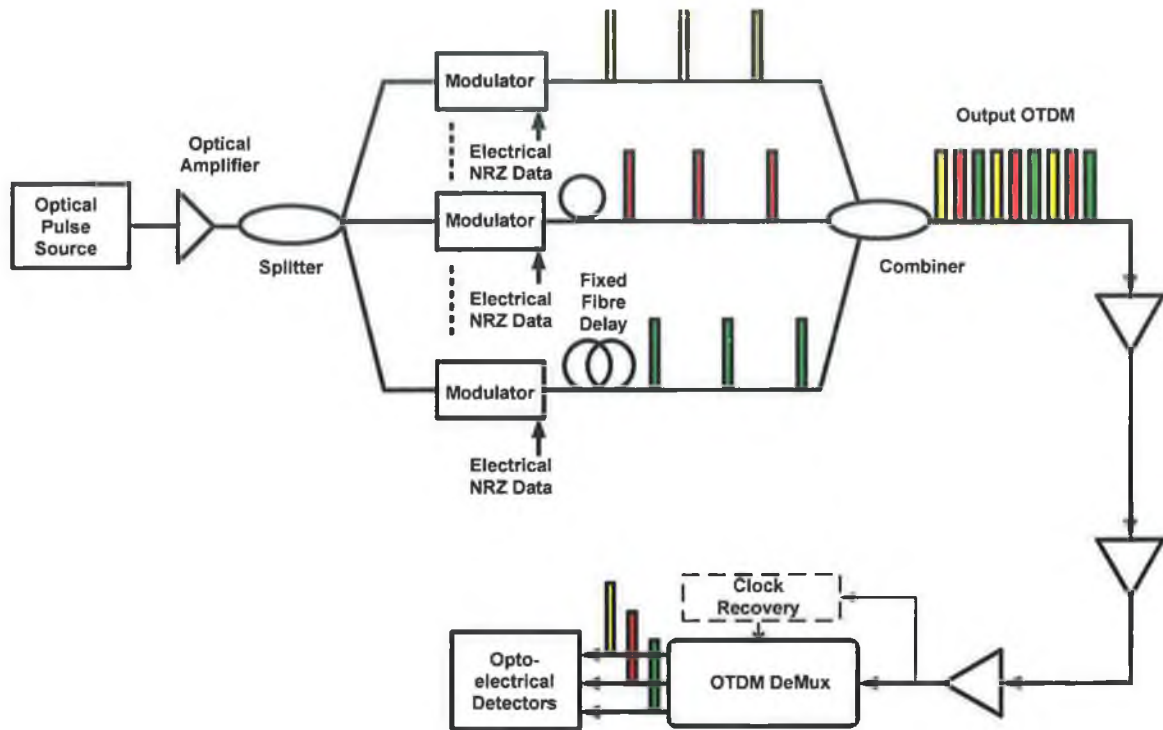 Modulator
Optical
Amplifier
Output OTDM
Electrical
NRZ Data
Optical
Pulse
Source
Modulator
Splitter
Combiner
Electrical
NRZ Data
Fixed
Fibre
Delay
Modulator
Electrical
NRZ Data
Clock
Recovery
Opto-
electrical
Detectors
OTDM DeMux